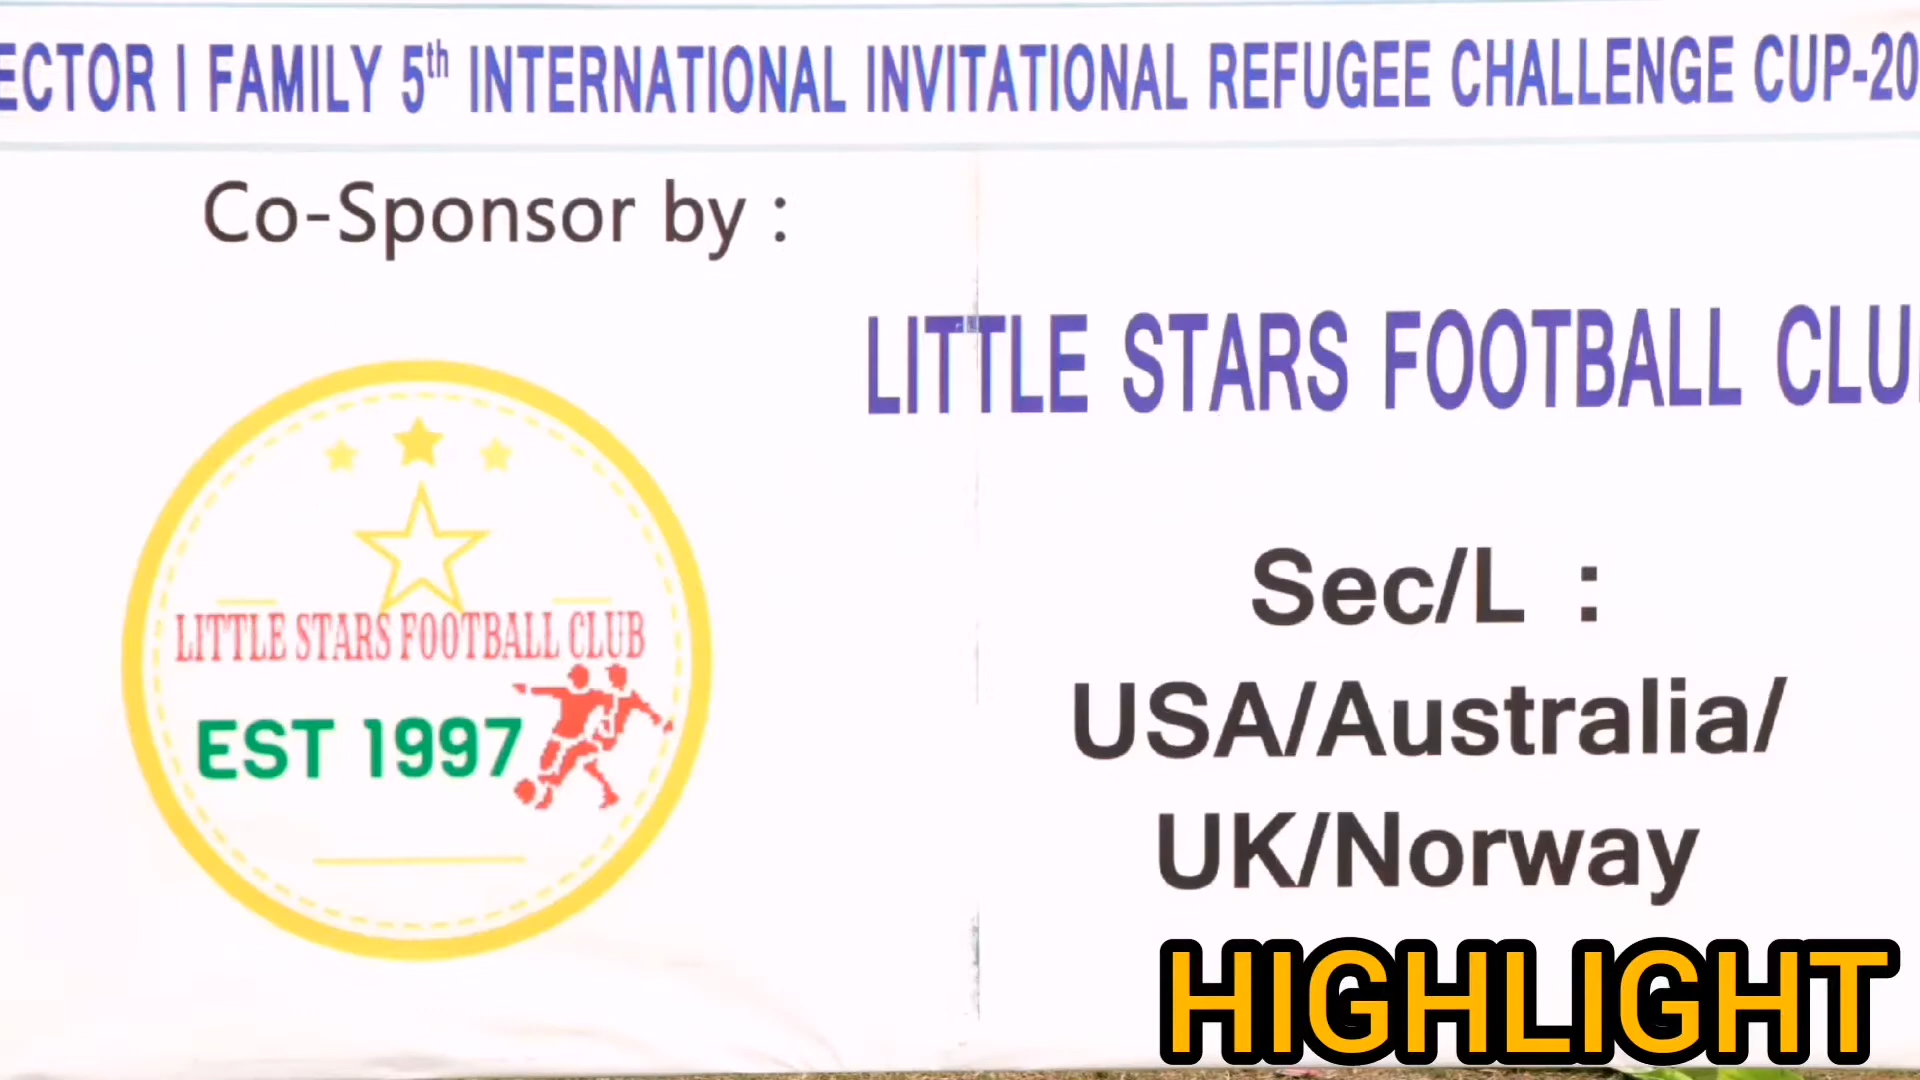 ECTOR I FAMILY 5th INTERNATIONAL INVITATIONAL REFUGEE CHALLENGE CUP-20
Co-Sponsor by :
LITTLE STARS FOOTBALL CLU
LITTLE STARS FOOTBALL CLUB
EST 1997
Sec/L :
USA/Australia/
UK/Norway
HIGHLIGHT